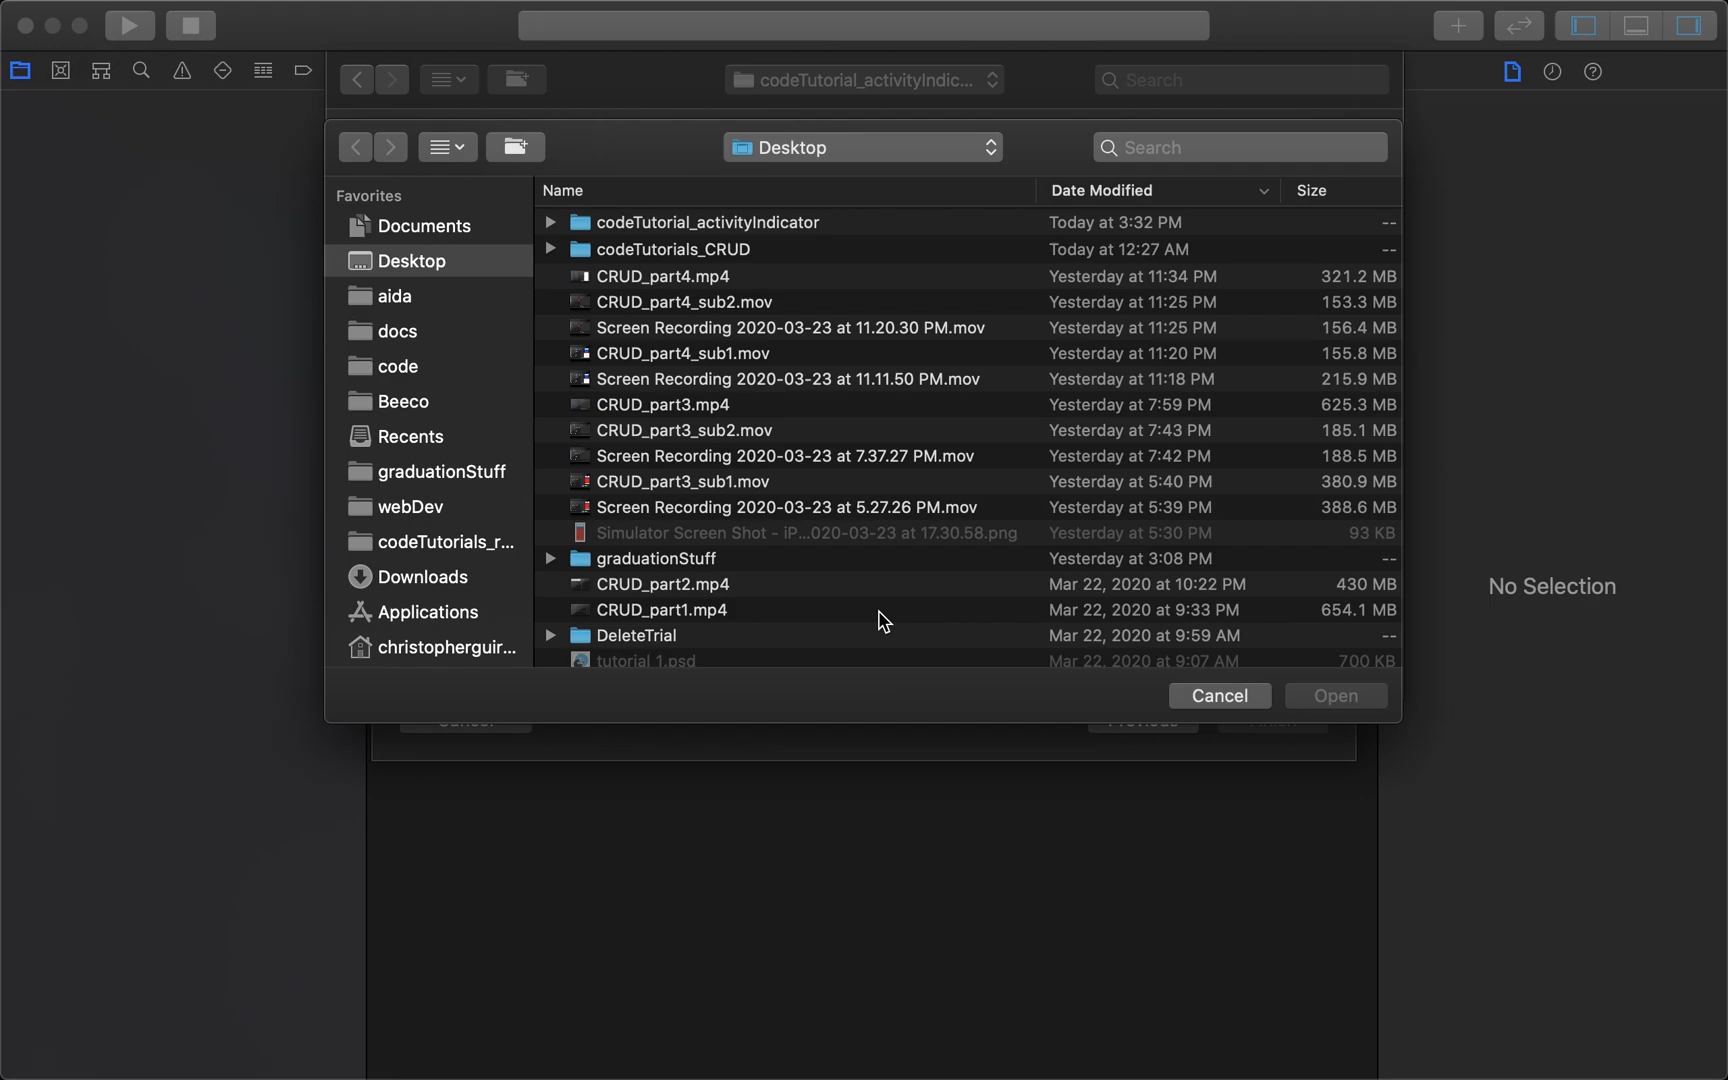 codeTutorial_activityIndic...
Search
Desktop
Search
Favorites
Documents
Desktop
aida
docs
code
Beeco
Recents
graduationStuff
webDev
codeTutorials_r...
Downloads
Applications
christopherguir...
Name Date Modified Size
codeTutorial_activityIndicator Today at 3:32 PM --
codeTutorials_CRUD Today at 12:27 AM --
CRUD_part4.mp4 Yesterday at 11:34 PM 321.2 MB
CRUD_part4_sub2.mov Yesterday at 11:25 PM 153.3 MB
Screen Recording 2020-03-23 at 11.20.30 PM.mov Yesterday at 11:25 PM 156.4 MB
CRUD_part4_sub1.mov Yesterday at 11:20 PM 155.8 MB
Screen Recording 2020-03-23 at 11.11.50 PM.mov Yesterday at 11:18 PM 215.9 MB
CRUD_part3.mp4 Yesterday at 7:59 PM 625.3 MB
CRUD_part3_sub2.mov Yesterday at 7:43 PM 185.1 MB
Screen Recording 2020-03-23 at 7.37.27 PM.mov Yesterday at 7:42 PM 188.5 MB
CRUD_part3_sub1.mov Yesterday at 5:40 PM 380.9 MB
Screen Recording 2020-03-23 at 5.27.26 PM.mov Yesterday at 5:39 PM 388.6 MB
Simulator Screen Shot - iP...020-03-23 at 17.30.58.png Yesterday at 5:30 PM 93 KB
graduationStuff Yesterday at 3:08 PM --
CRUD_part2.mp4 Mar 22, 2020 at 10:22 PM 430 MB
CRUD_part1.mp4 Mar 22, 2020 at 9:33 PM 654.1 MB
DeleteTrial Mar 22, 2020 at 9:59 AM --
tutorial 1.psd Mar 22, 2020 at 9:07 AM 700 KB
Cancel Open
No Selection